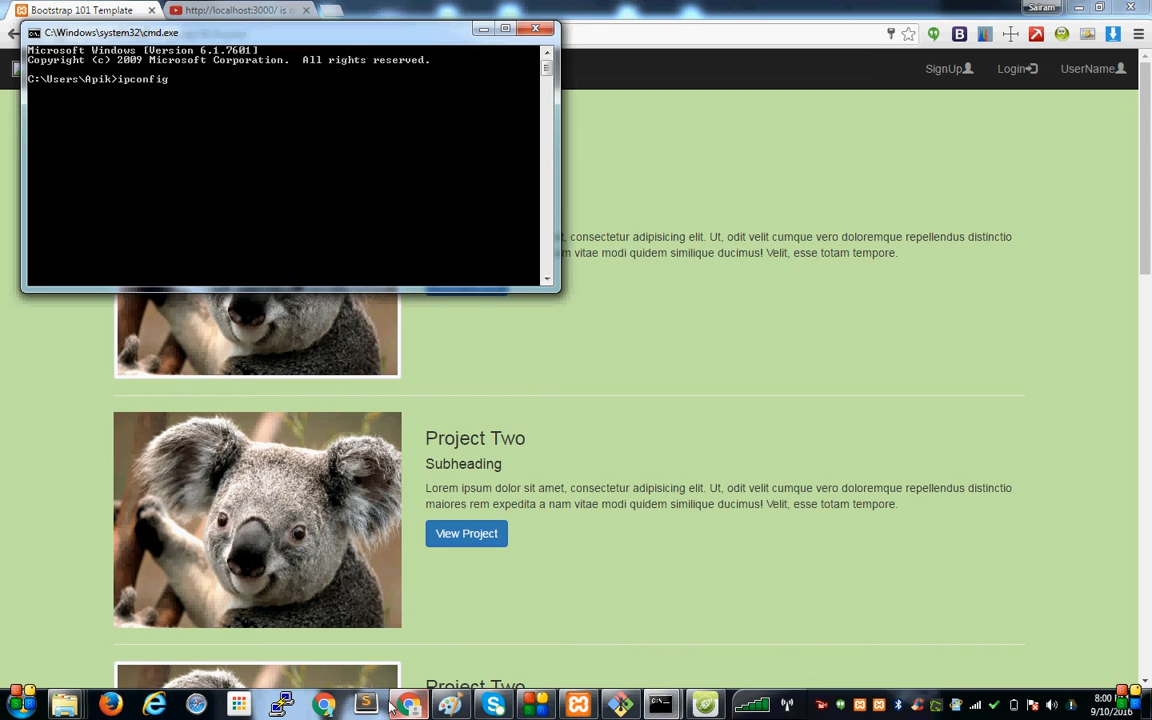 Bootstrap 101 Template
http://localhost:3000/ is
Sairam
C:\Windows\system32\cmd.exe
Microsoft Windows [Version 6.1.7601]
Copyright (c) 2009 Microsoft Corporation.  All rights reserved.
C:\Users\Apik>ipconfig
SignUp
Login
UserName
, consectetur adipisicing elit. Ut, odit velit cumque vero doloremque repellendus distinctio
vitae modi quidem similique ducimus! Velit, esse totam tempore.
Project Two
Subheading
Lorem ipsum dolor sit amet, consectetur adipisicing elit. Ut, odit velit cumque vero doloremque repellendus distinctio
maiores rem expedita a nam vitae modi quidem similique ducimus! Velit, esse totam tempore.
View Project
Project Two
8:00